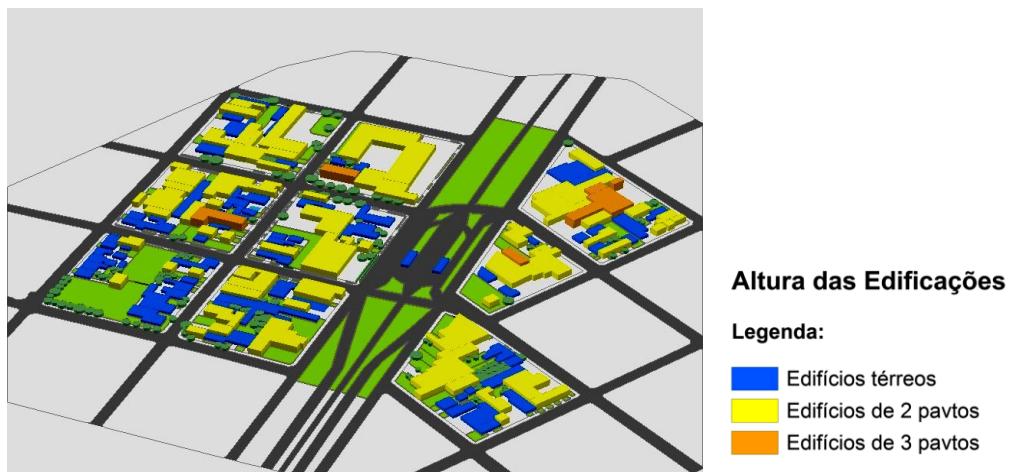 Altura das Edificações
Legenda:
Edifícios térreos
Edifícios de 2 pavtos
Edifícios de 3 pavtos